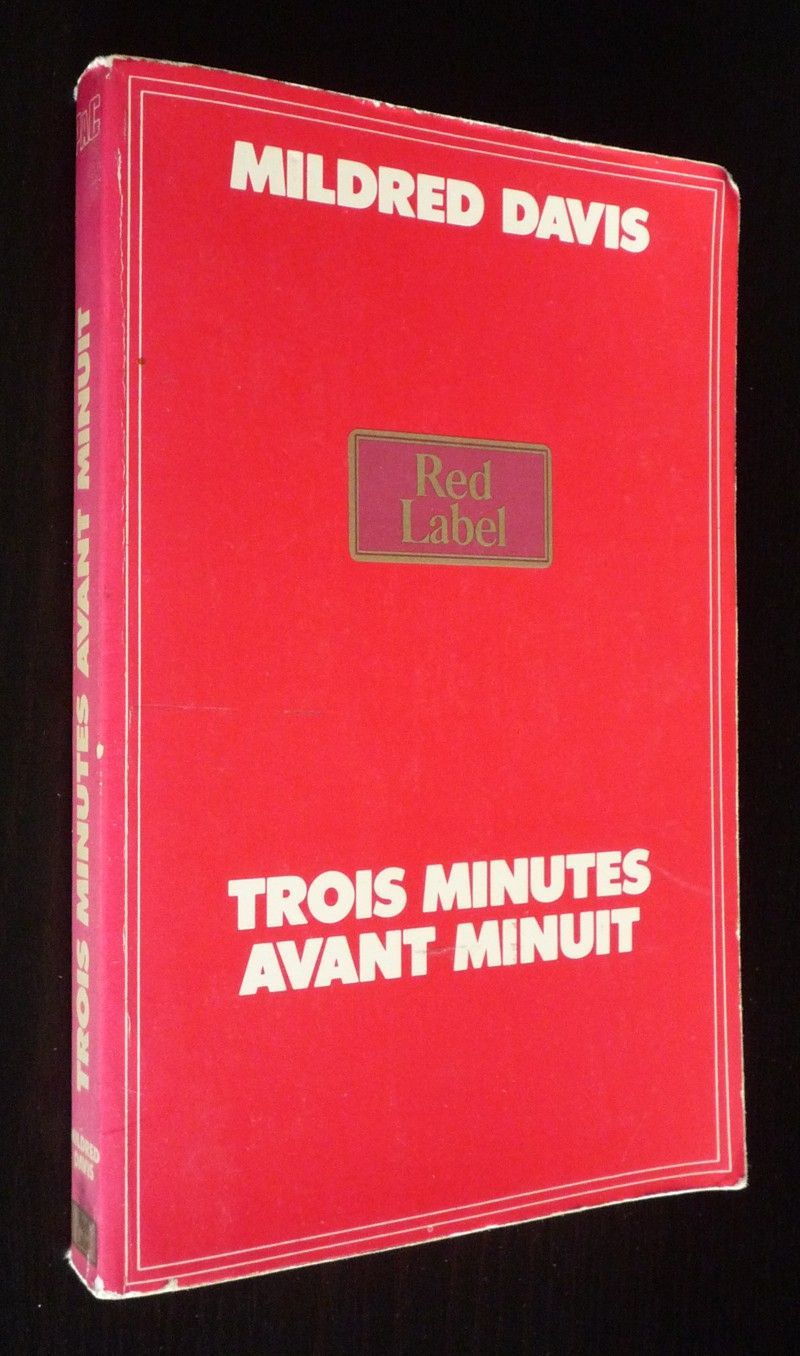 MILDRED DAVIS
Red
Label
TROIS MINUTES
AVANT MINUIT
TROIS MINUTES AVANT MINUIT
MILDRED
DAVIS